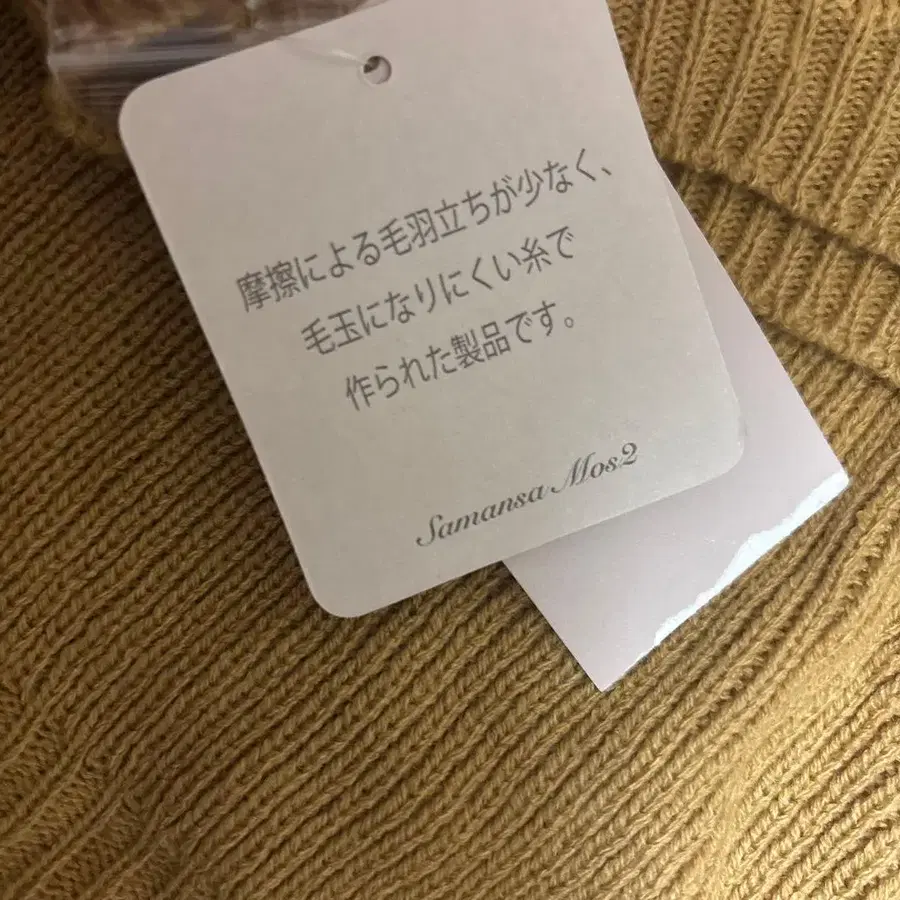 摩擦による毛羽立ちが少なく、
毛玉になりにくい糸で
作られた製品です。
Samansa Mos2